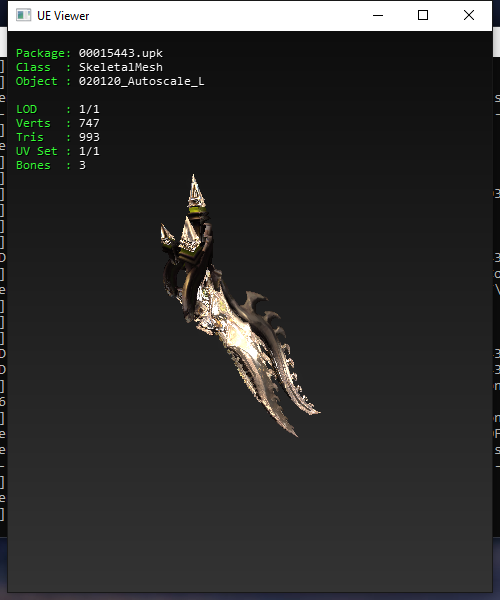 UE Viewer
Package: 00015443.upk
Class : SkeletalMesh
Object : 020120_Autoscale_L
LOD : 1/1
Verts : 747
Tris : 993
UV Set : 1/1
Bones : 3